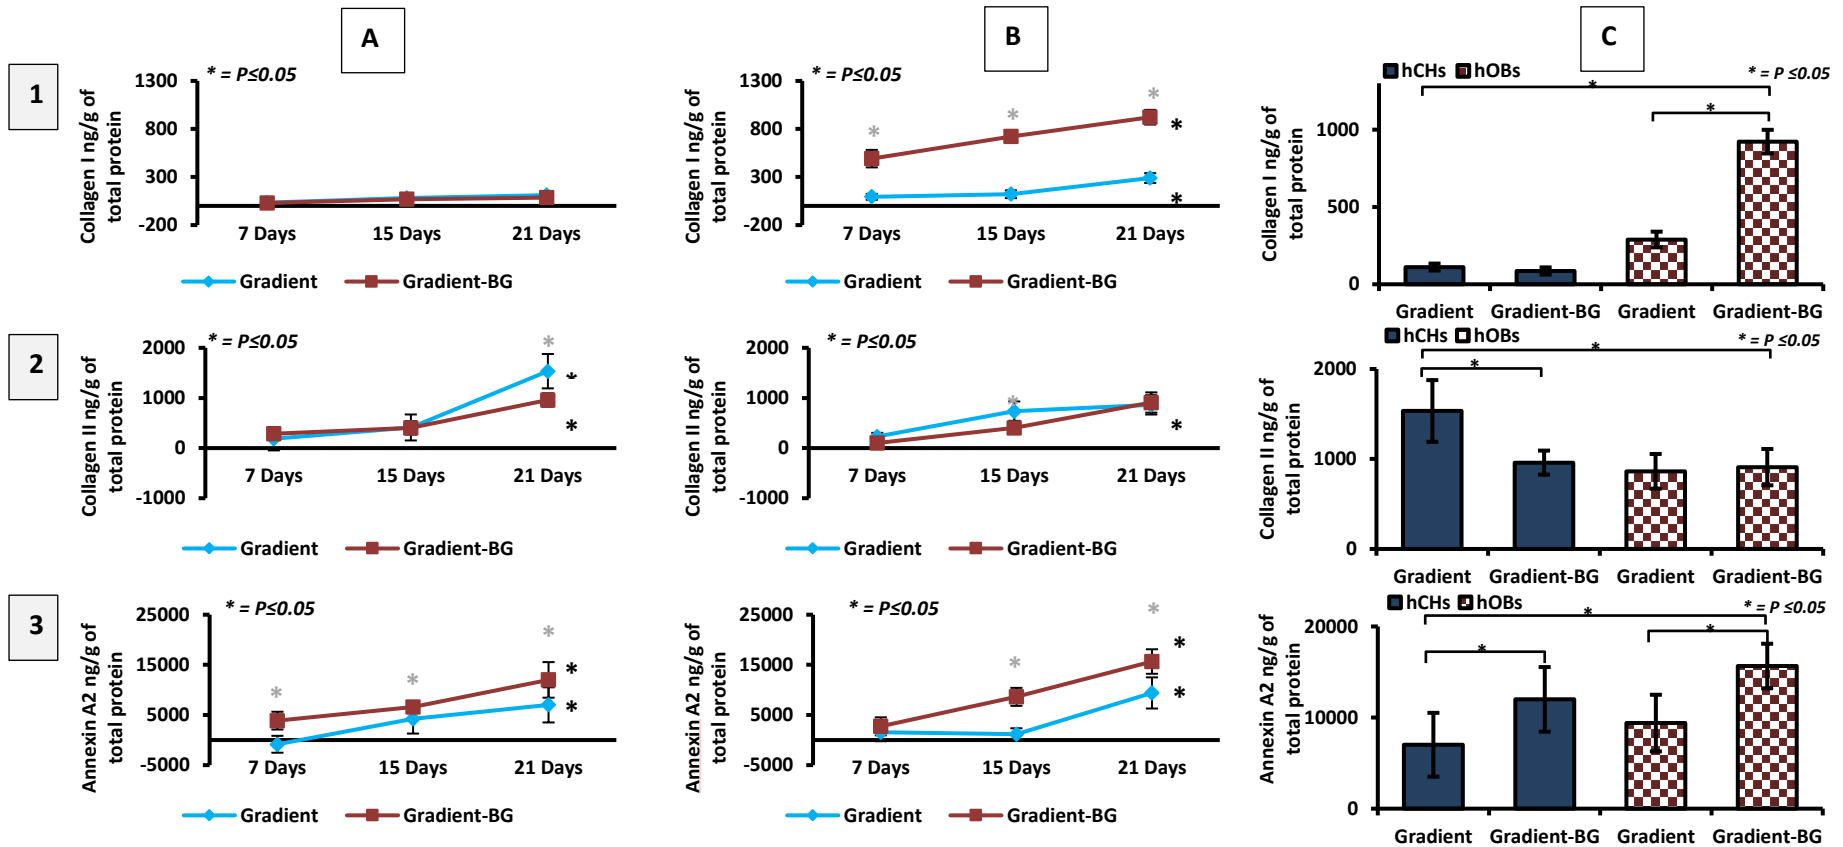 A
B
C
1
* = P≤0.05
Collagen I ng/g of
total protein
1300
800
300
-200
7 Days
15 Days
21 Days
Gradient
Gradient-BG
* = P≤0.05
Collagen I ng/g of
total protein
1300
800
300
-200
7 Days
15 Days
21 Days
*
*
*
*
*
Gradient
Gradient-BG
hCHs
hOBs
* = P ≤0.05
Collagen I ng/g of
total protein
1000
500
0
*
*
Gradient
Gradient-BG
Gradient
Gradient-BG
2
* = P≤0.05
Collagen II ng/g of
total protein
2000
1000
0
-1000
7 Days
15 Days
21 Days
*
*
*
Gradient
Gradient-BG
* = P≤0.05
Collagen II ng/g of
total protein
2000
1000
0
-1000
7 Days
15 Days
21 Days
*
*
Gradient
Gradient-BG
hCHs
hOBs
* = P ≤0.05
Collagen II ng/g of
total protein
2000
1000
0
*
*
Gradient
Gradient-BG
Gradient
Gradient-BG
3
* = P≤0.05
Annexin A2 ng/g of
total protein
25000
15000
5000
-5000
7 Days
15 Days
21 Days
*
*
*
*
*
Gradient
Gradient-BG
* = P≤0.05
Annexin A2 ng/g of
total protein
25000
15000
5000
-5000
7 Days
15 Days
21 Days
*
*
*
*
Gradient
Gradient-BG
hCHs
hOBs
* = P ≤0.05
Annexin A2 ng/g of
total protein
20000
10000
0
*
*
*
Gradient
Gradient-BG
Gradient
Gradient-BG